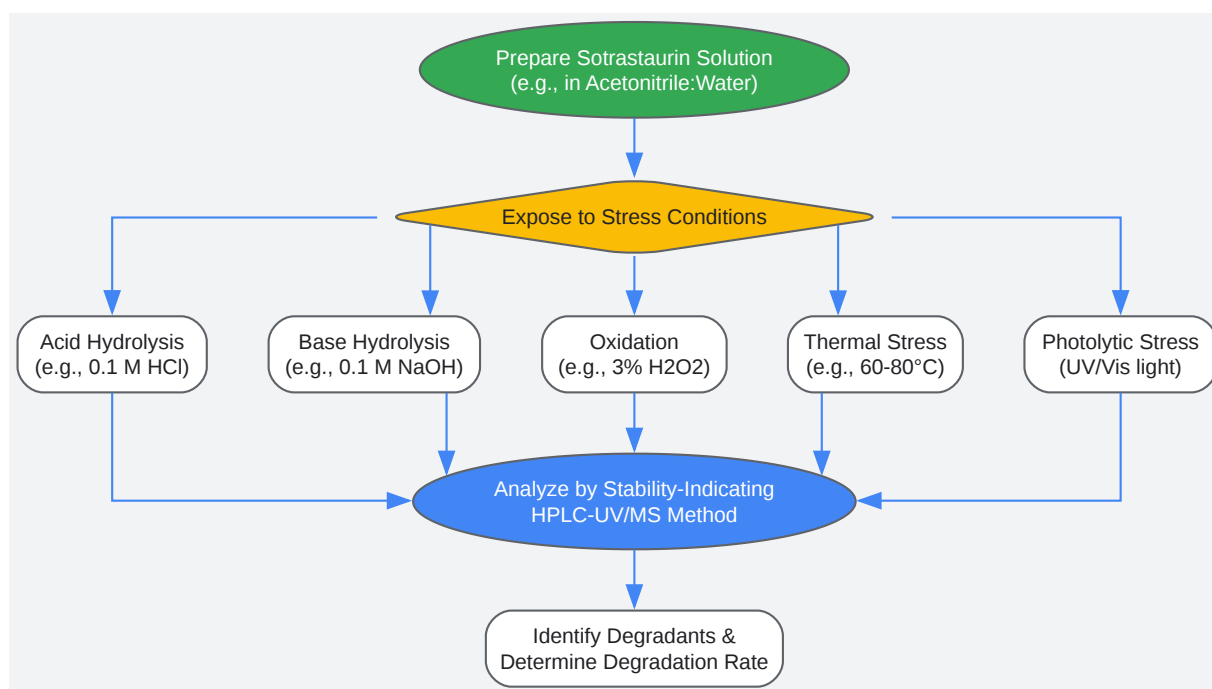 Prepare Sotrastaurin Solution
(e.g., in Acetonitrile:Water)
Expose to Stress Conditions
Acid Hydrolysis
(e.g., 0.1 M HCl)
Base Hydrolysis
(e.g., 0.1 M NaOH)
Oxidation
(e.g., 3% H2O2)
Thermal Stress
(e.g., 60-80°C)
Photolytic Stress
(UV/Vis light)
Analyze by Stability-Indicating
HPLC-UV/MS Method
Identify Degradants &
Determine Degradation Rate